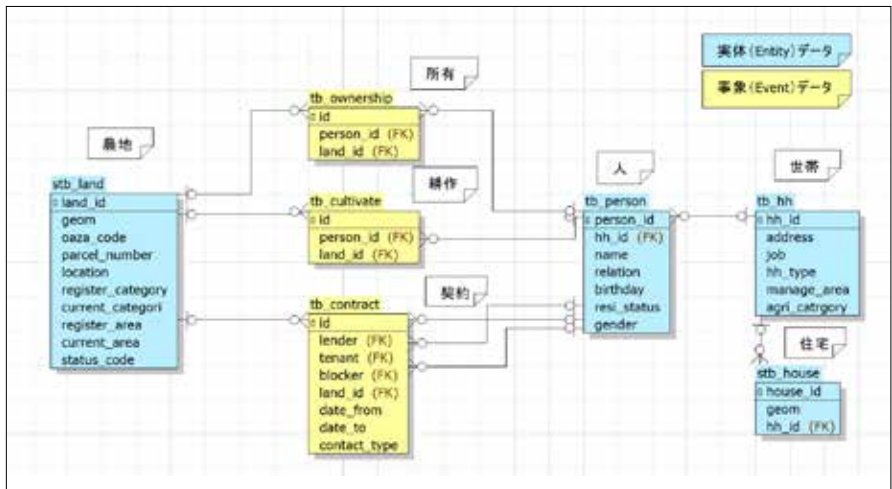 実体(Entity)データ
事象(Event)データ
所有
tb_ownership
id
person_id (FK)
land_id (FK)
農地
stb_land
land_id
geom
oaza_code
parcel_number
location
register_category
current_categori
register_area
current_area
status_code
耕作
tb_cultivate
id
person_id (FK)
land_id (FK)
契約
tb_contract
id
lender (FK)
tenant (FK)
blocker (FK)
land_id (FK)
date_from
date_to
contact_type
人
tb_person
person_id
hh_id (FK)
name
relation
birthday
resi_status
gender
世帯
tb_hh
hh_id
address
job
hh_type
manage_area
agri_catrgory
住宅
stb_house
house_id
geom
hh_id (FK)